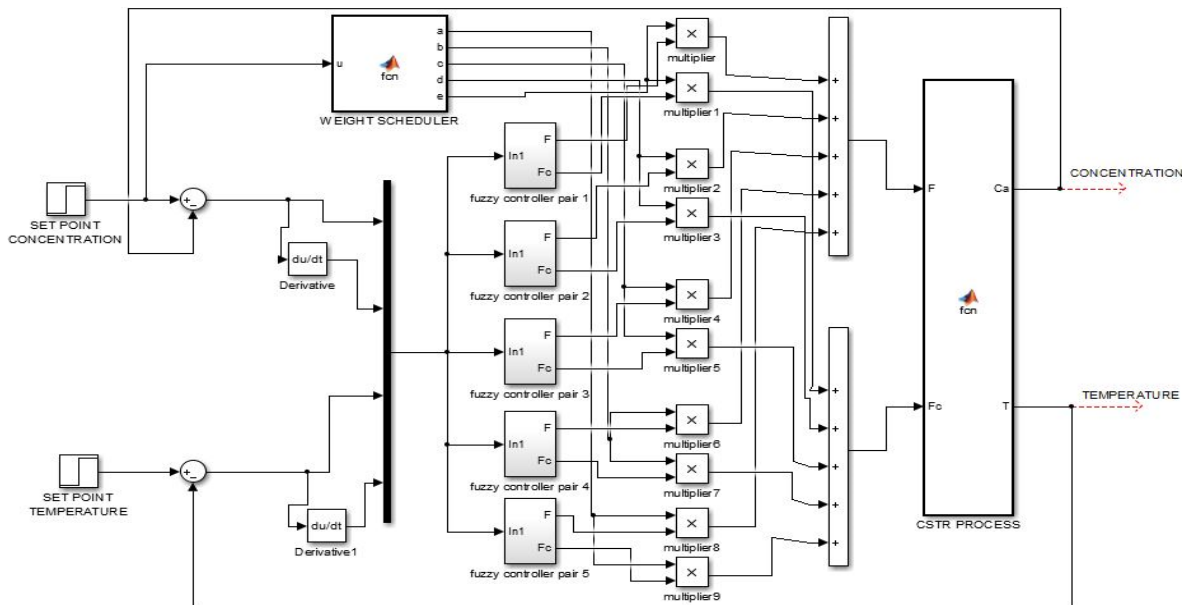 u
fcn
a
b
c
d
e
WEIGHT SCHEDULER
multiplier
multiplier1
multiplier2
multiplier3
multiplier4
multiplier5
multiplier6
multiplier7
multiplier8
multiplier9
In1
F
Fc
fuzzy controller pair 1
In1
F
Fc
fuzzy controller pair 2
In1
F
Fc
fuzzy controller pair 3
In1
F
Fc
fuzzy controller pair 4
In1
F
Fc
fuzzy controller pair 5
SET POINT
CONCENTRATION
du/dt
Derivative
SET POINT
TEMPERATURE
du/dt
Derivative1
F
Fc
fcn
Ca
T
CSTR PROCESS
CONCENTRATION
TEMPERATURE